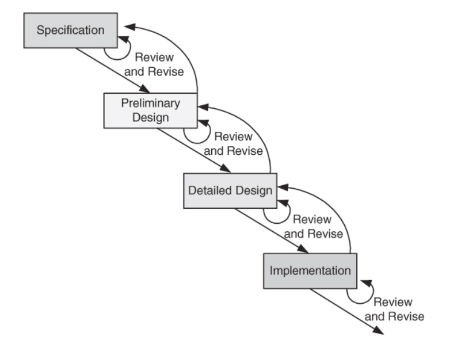 Specification
Review
and Revise
Preliminary
Design
Review
and Revise
Detailed Design
Review
and Revise
Implementation
Review
and Revise